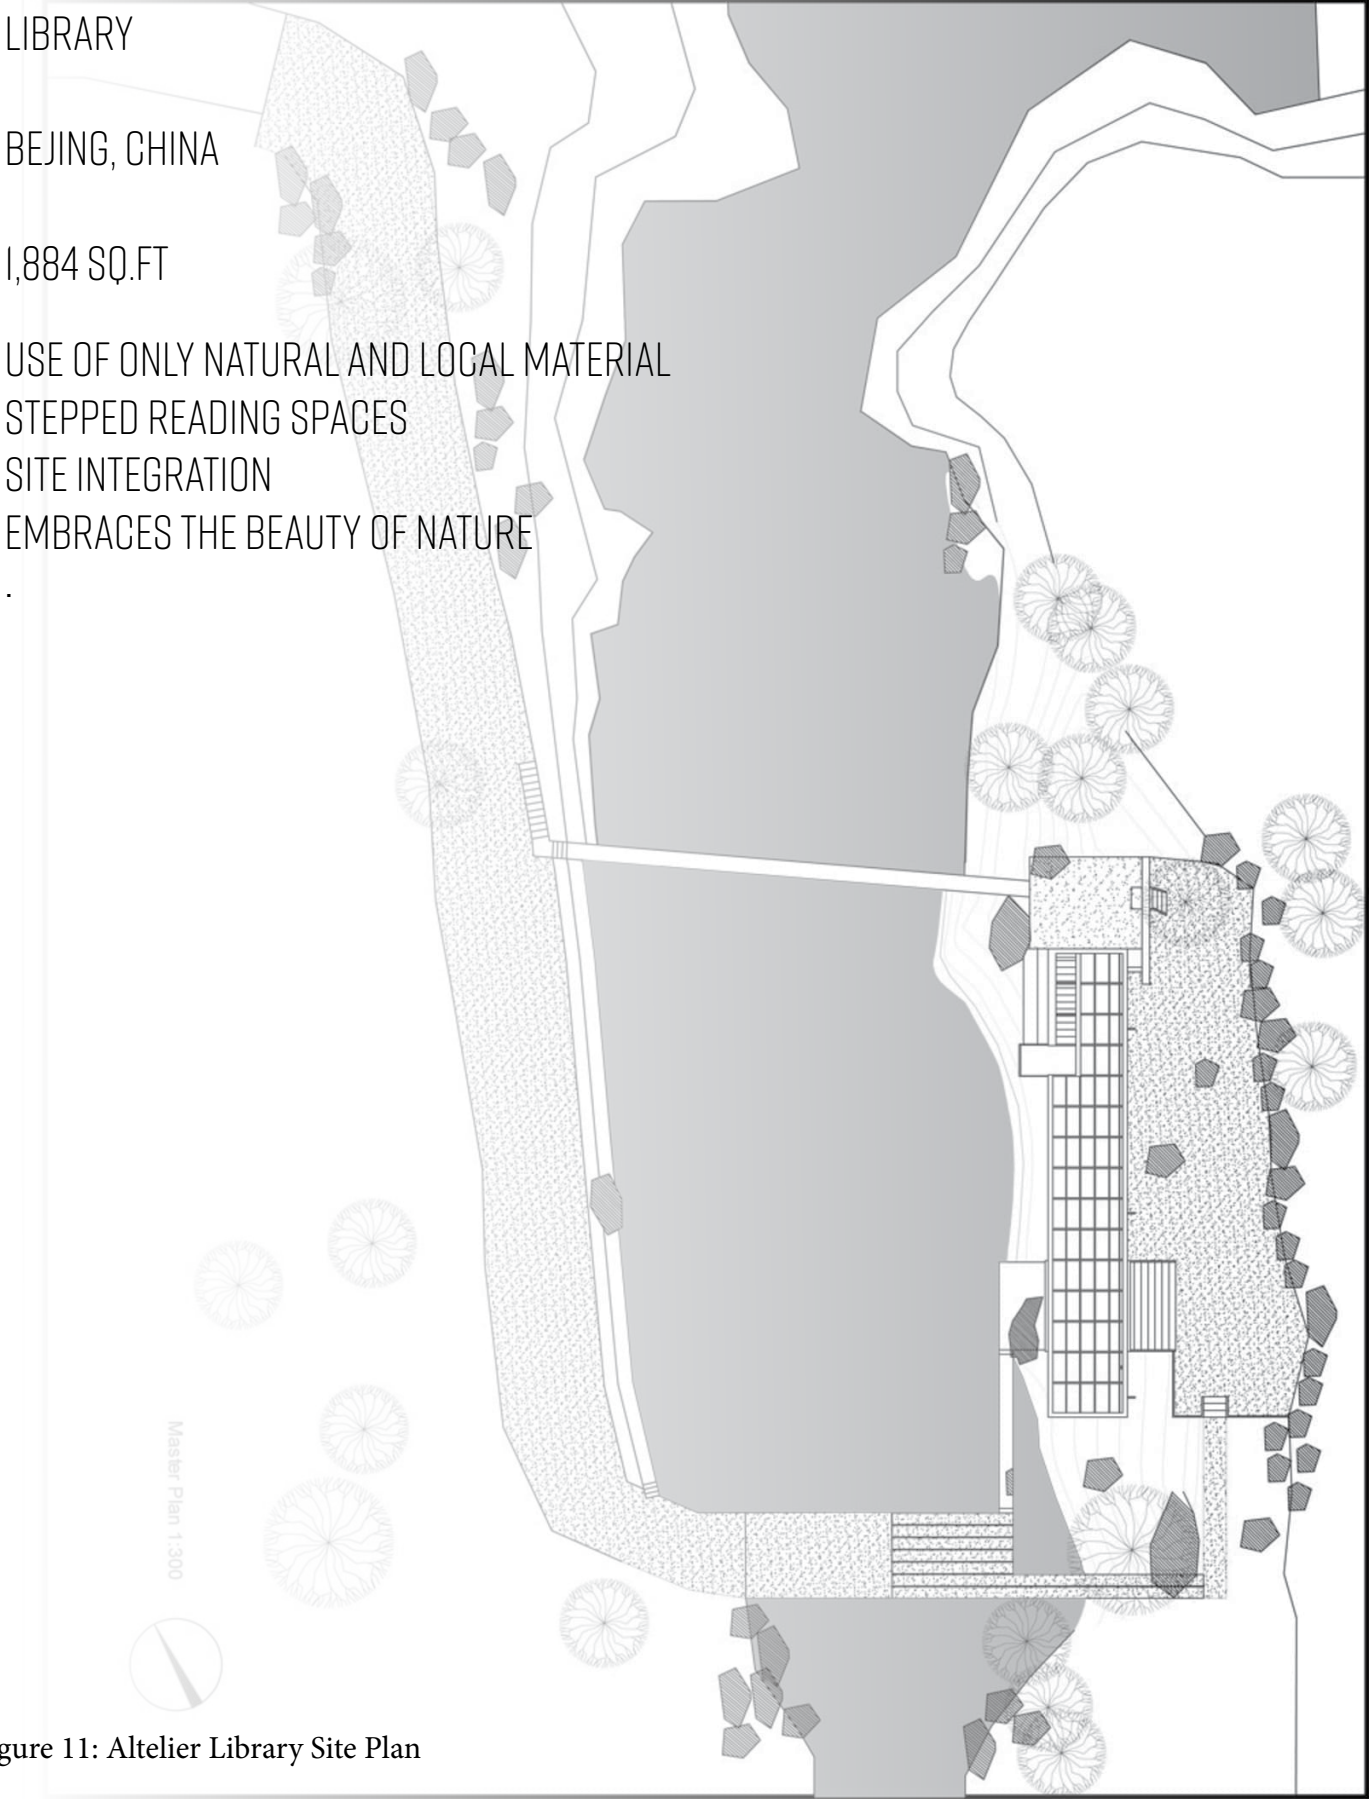 LIBRARY
BEJING, CHINA
1,884 SQ.FT
USE OF ONLY NATURAL AND LOCAL MATERIAL
STEPPED READING SPACES
SITE INTEGRATION
EMBRACES THE BEAUTY OF NATURE
.
Master Plan 1:300
gure 11: Altelier Library Site Plan